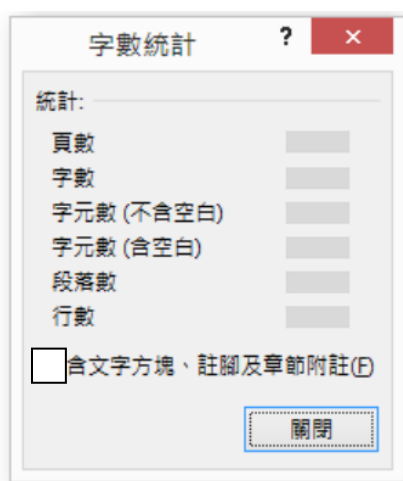 字數統計
?
×
統計:
頁數
字數
字元數 (不含空白)
字元數 (含空白)
段落數
行數
含文字方塊、註腳及章節附註(F)
關閉